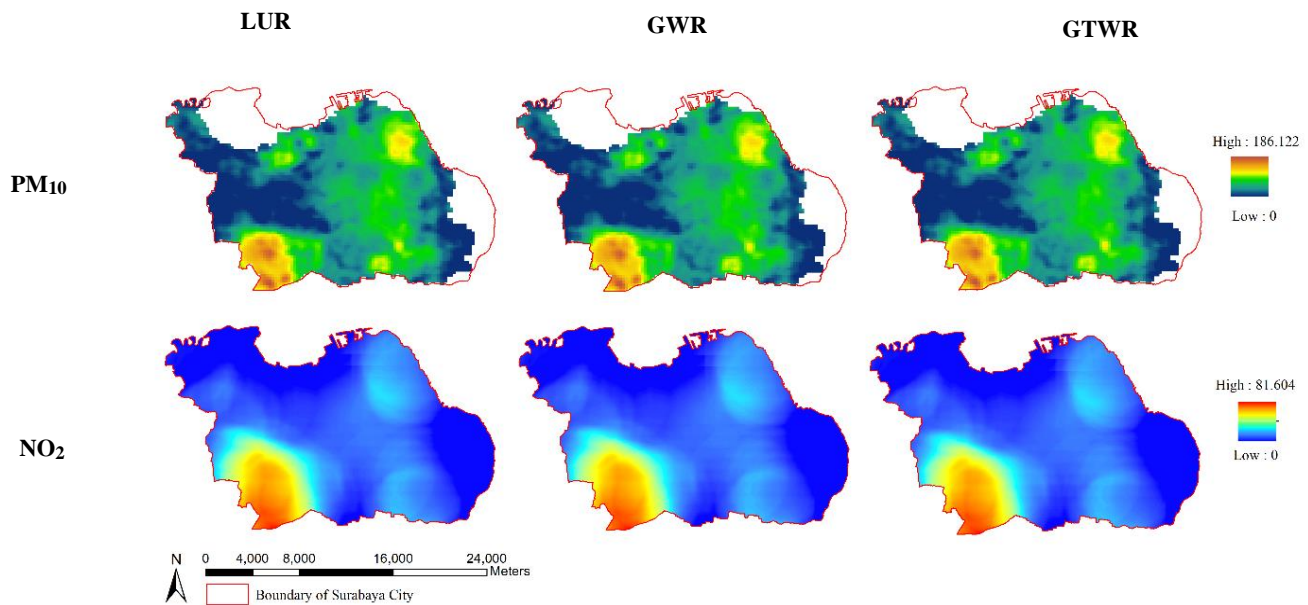 LUR GWR GTWR
PM10
High : 186.122
Low : 0
NO2
High : 81.604
Low : 0
N
0 4,000 8,000 16,000 24,000
Meters
Boundary of Surabaya City